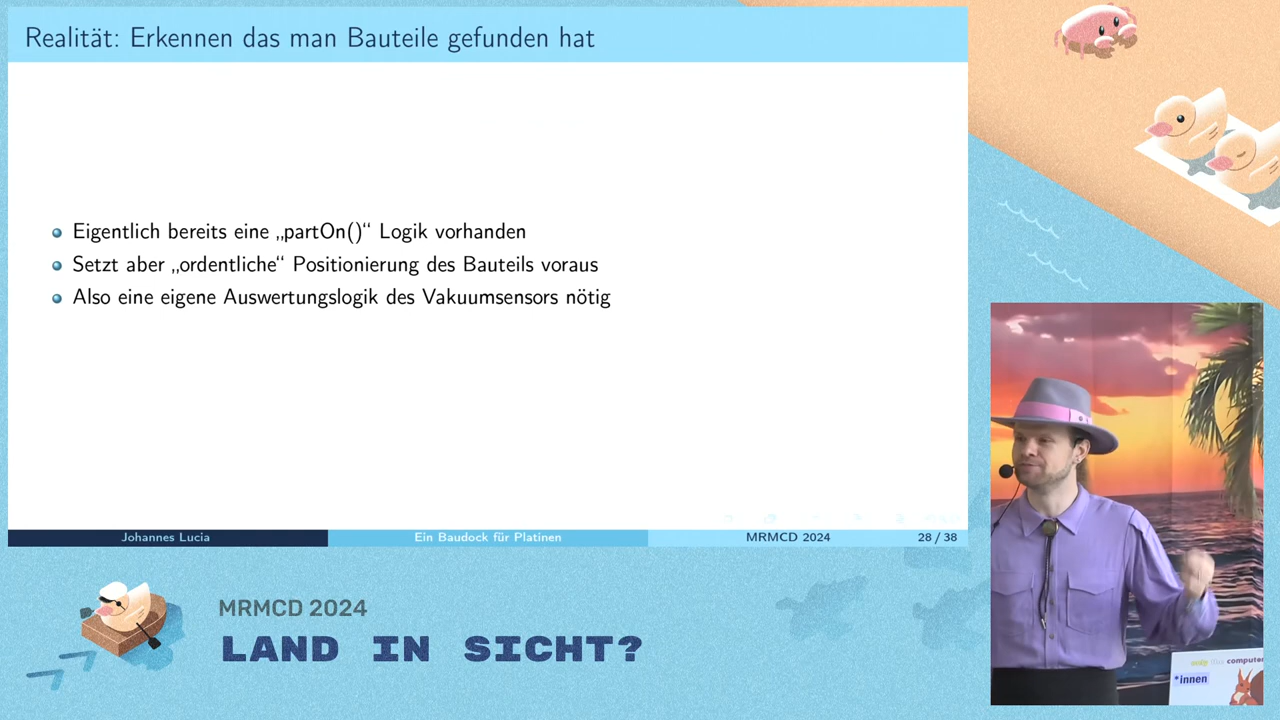 Realität: Erkennen das man Bauteile gefunden hat
Eigentlich bereits eine „partOn()“ Logik vorhanden
Setzt aber „ordentliche“ Positionierung des Bauteils voraus
Also eine eigene Auswertungslogik des Vakuumsensors nötig
Johannes Lucia
Ein Baudock für Platinen
MRMCD 2024
28 / 38
MRMCD 2024
LAND IN SICHT?
only
computer
*innen